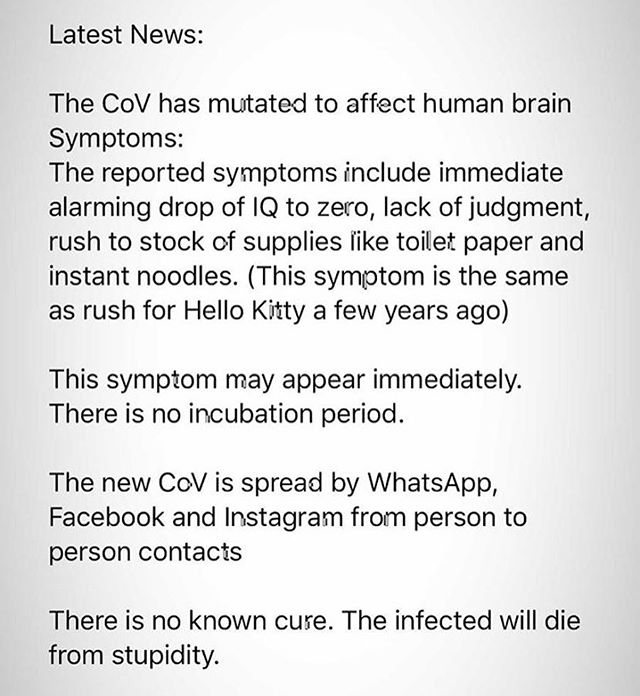 Latest News:
The CoV has mutated to affect human brain
Symptoms:
The reported symptoms include immediate
alarming drop of IQ to zero, lack of judgment,
rush to stock of supplies like toilet paper and
instant noodles. (This symptom is the same
as rush for Hello Kitty a few years ago)
This symptom may appear immediately.
There is no incubation period.
The new CoV is spread by WhatsApp,
Facebook and Instagram from person to
person contacts
There is no known cure. The infected will die
from stupidity.